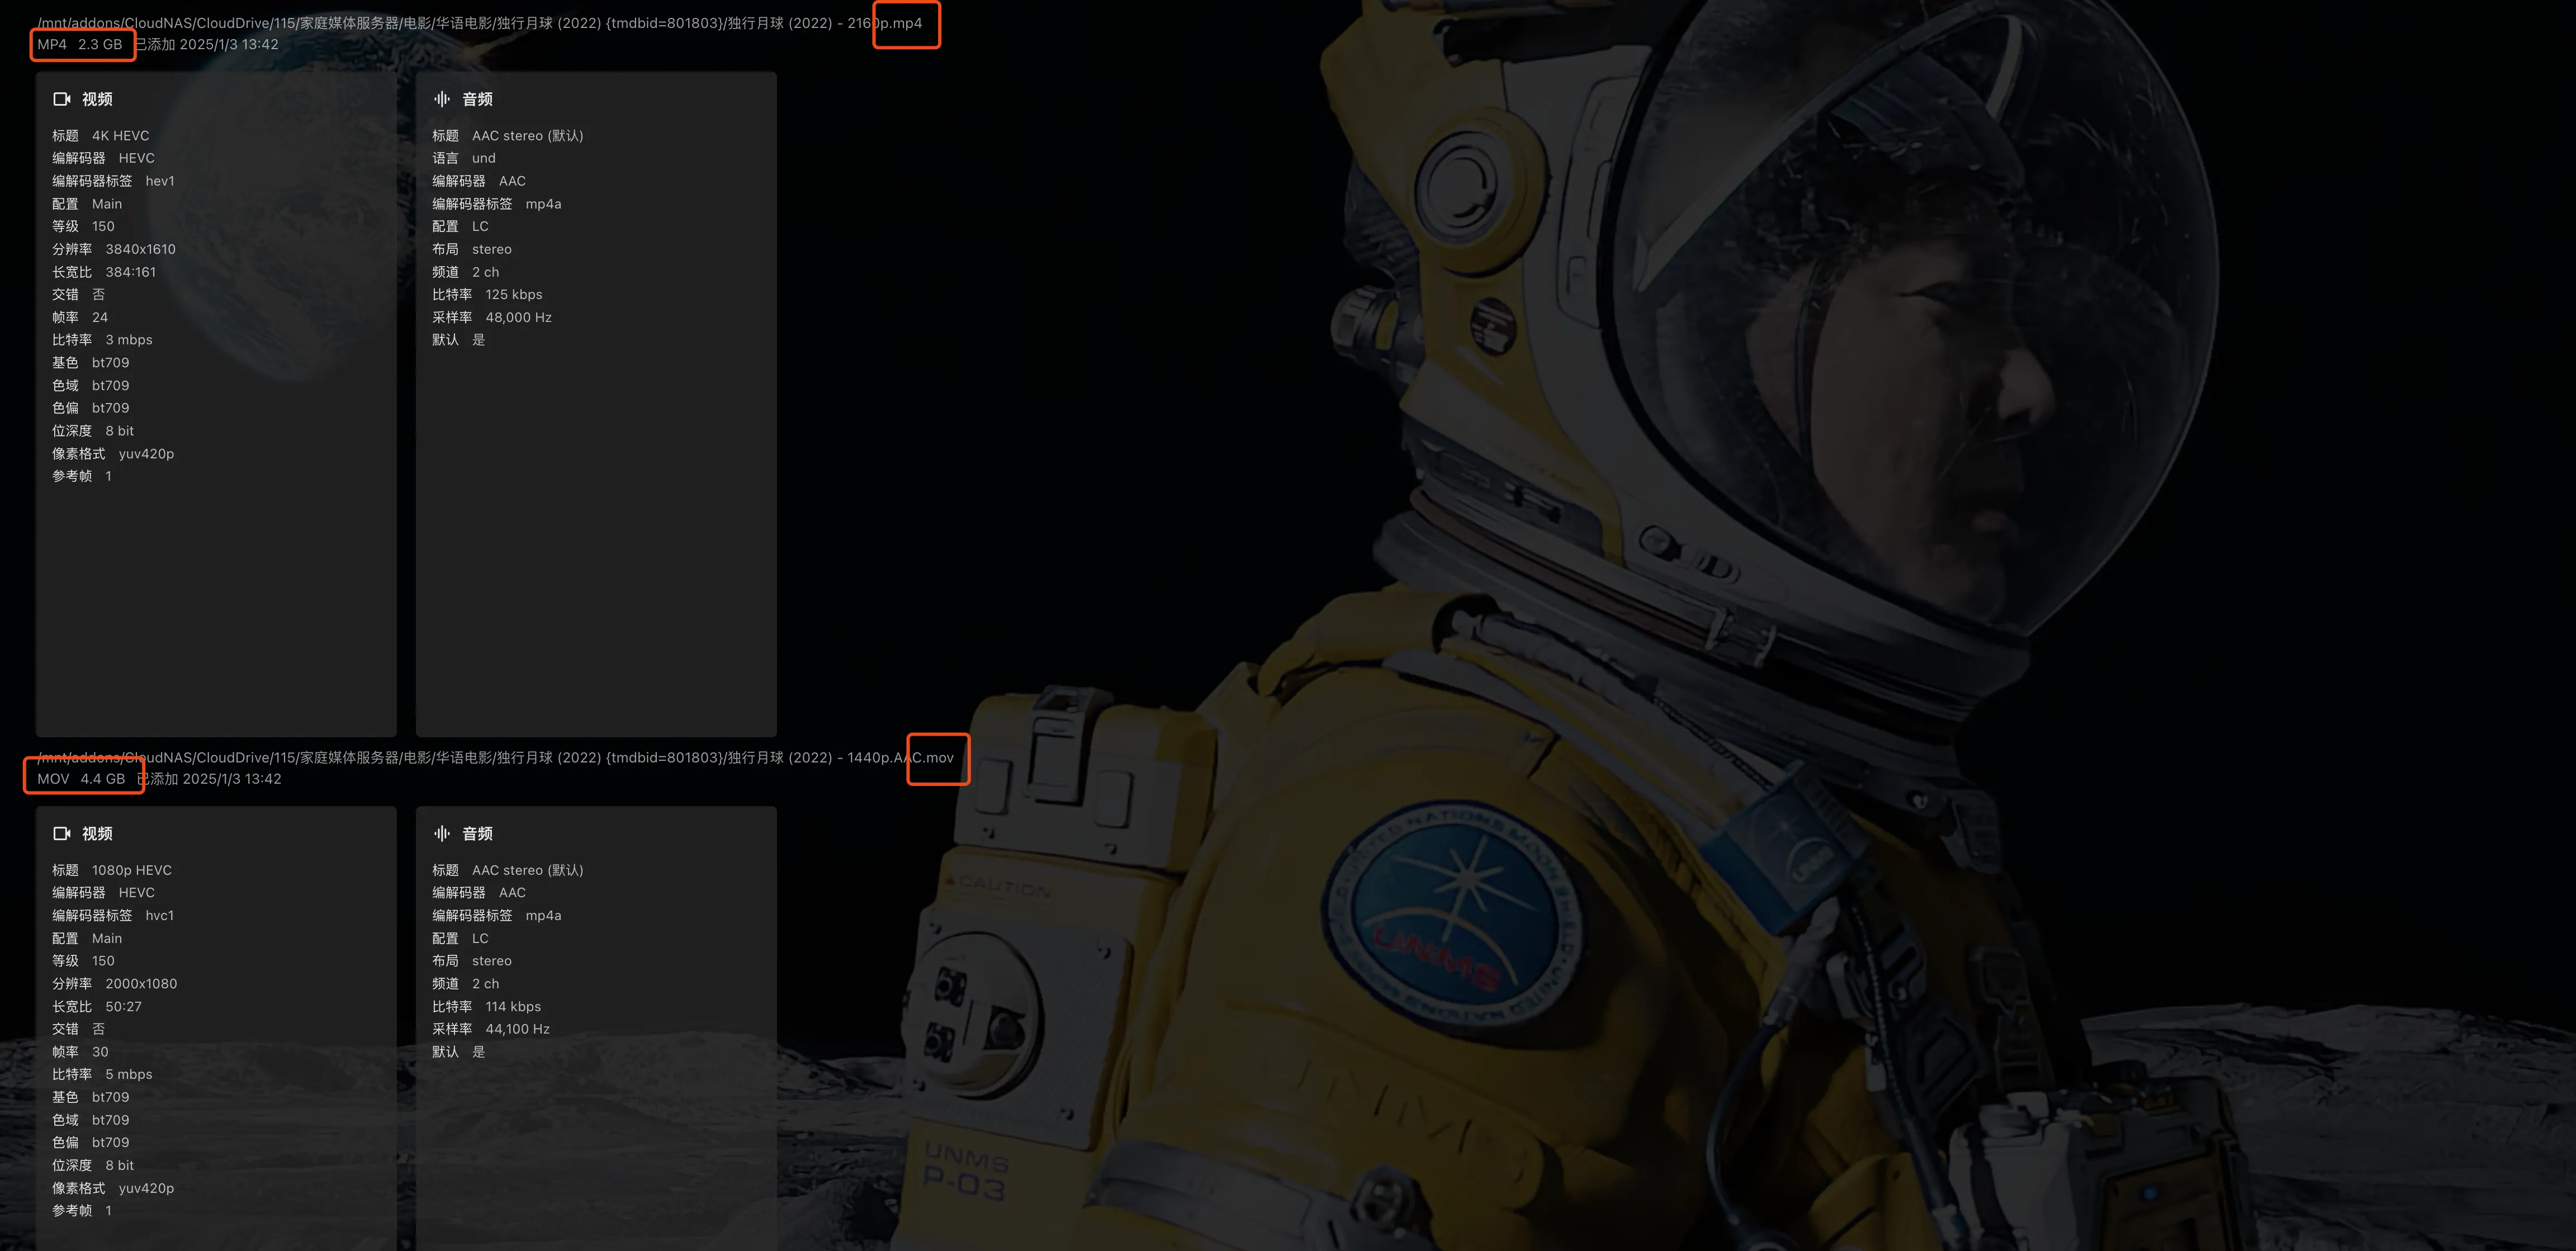 /mnt/addons/CloudNAS/CloudDrive/115/家庭媒体服务器/电影/华语电影/独行月球 (2022) {tmdbid=801803}/独行月球 (2022) - 2160p.mp4
MP4 2.3 GB 已添加 2025/1/3 13:42
视频
标题 4K HEVC
编解码器 HEVC
编解码器标签 hev1
配置 Main
等级 150
分辨率 3840x1610
长宽比 384:161
交错 否
帧率 24
比特率 3 mbps
基色 bt709
色域 bt709
色偏 bt709
位深度 8 bit
像素格式 yuv420p
参考帧 1
音频
标题 AAC stereo (默认)
语言 und
编解码器 AAC
编解码器标签 mp4a
配置 LC
布局 stereo
频道 2 ch
比特率 125 kbps
采样率 48,000 Hz
默认 是
/mnt/addons/CloudNAS/CloudDrive/115/家庭媒体服务器/电影/华语电影/独行月球 (2022) {tmdbid=801803}/独行月球 (2022) - 1440p.AAC.mov
MOV 4.4 GB 已添加 2025/1/3 13:42
视频
标题 1080p HEVC
编解码器 HEVC
编解码器标签 hvc1
配置 Main
等级 150
分辨率 2000x1080
长宽比 50:27
交错 否
帧率 30
比特率 5 mbps
基色 bt709
色域 bt709
色偏 bt709
位深度 8 bit
像素格式 yuv420p
参考帧 1
音频
标题 AAC stereo (默认)
编解码器 AAC
编解码器标签 mp4a
配置 LC
布局 stereo
频道 2 ch
比特率 114 kbps
采样率 44,100 Hz
默认 是
CAUTION
UNMS
P-03
UNMS